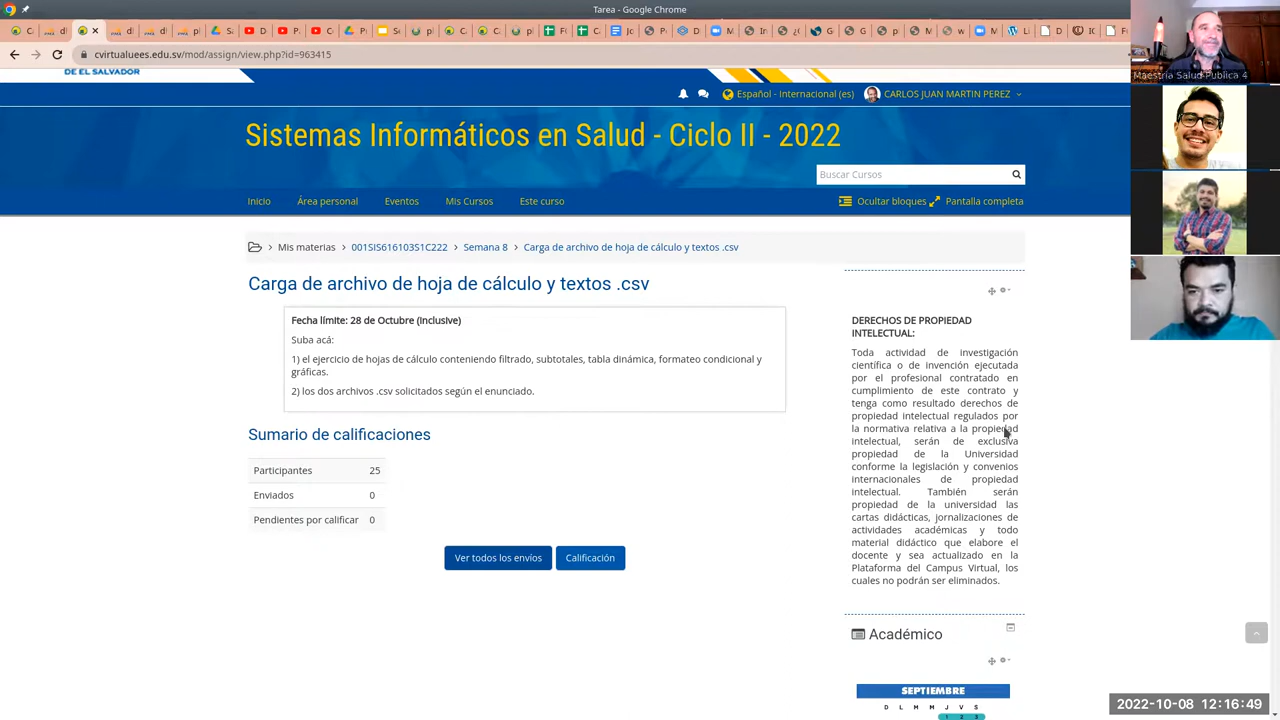 Tarea - Google Chrome
cvirtualuees.edu.sv/mod/assign/view.php?id=963415
DE EL SALVADOR
Español - Internacional (es)
CARLOS JUAN MARTIN PEREZ
Maestría Salud Publica 4
Sistemas Informáticos en Salud - Ciclo II - 2022
Buscar Cursos
Inicio
Área personal
Eventos
Mis Cursos
Este curso
Ocultar bloques
Pantalla completa
Mis materias > 001SIS616103S1C222 > Semana 8 > Carga de archivo de hoja de cálculo y textos .csv
Carga de archivo de hoja de cálculo y textos .csv
Fecha límite: 28 de Octubre (Inclusive)
Suba acá:
1) el ejercicio de hojas de cálculo conteniendo filtrado, subtotales, tabla dinámica, formateo condicional y
gráficas.
2) los dos archivos .csv solicitados según el enunciado.
Sumario de calificaciones
Participantes 25
Enviados 0
Pendientes por calificar 0
Ver todos los envíos
Calificación
DERECHOS DE PROPIEDAD
INTELECTUAL:
Toda actividad de investigación
científica o de invención ejecutada
por el profesional contratado en
cumplimiento de este contrato y
tenga como resultado derechos de
propiedad intelectual regulados por
la normativa relativa a la propiedad
intelectual, serán de exclusiva
propiedad de la Universidad
conforme la legislación y convenios
internacionales de propiedad
intelectual. También serán
propiedad de la universidad las
cartas didácticas, jornalizaciones de
actividades académicas y todo
material didáctico que elabore el
docente y sea actualizado en la
Plataforma del Campus Virtual, los
cuales no podrán ser eliminados.
Académico
SEPTIEMBRE
D L M M J V S
1 2 3
2022-10-08 12:16:49